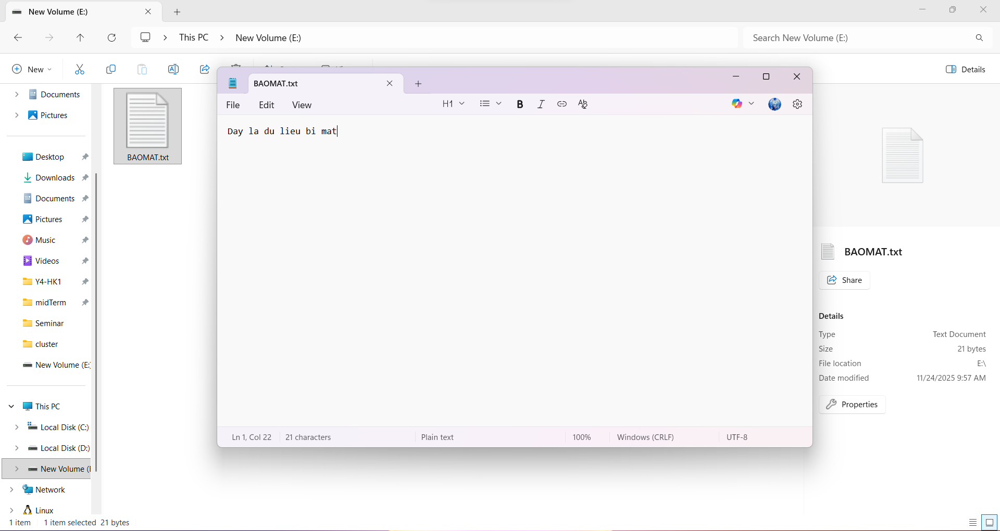 New Volume (E:)
This PC > New Volume (E:)
Search New Volume (E:)
New
Details
Documents
Pictures
Desktop
Downloads
Documents
Pictures
Music
Videos
Y4-HK1
midTerm
Seminar
cluster
New Volume (E:)
This PC
Local Disk (C:)
Local Disk (D:)
New Volume (E
Network
Linux
1 item 1 item selected 21 bytes
BAOMAT.txt
BAOMAT.txt
File Edit View
H1
Day la du lieu bi mat
Ln 1, Col 22 21 characters Plain text 100% Windows (CRLF) UTF-8
BAOMAT.txt
Share
Details
Type Text Document
Size 21 bytes
File location E:\
Date modified 11/24/2025 9:57 AM
Properties